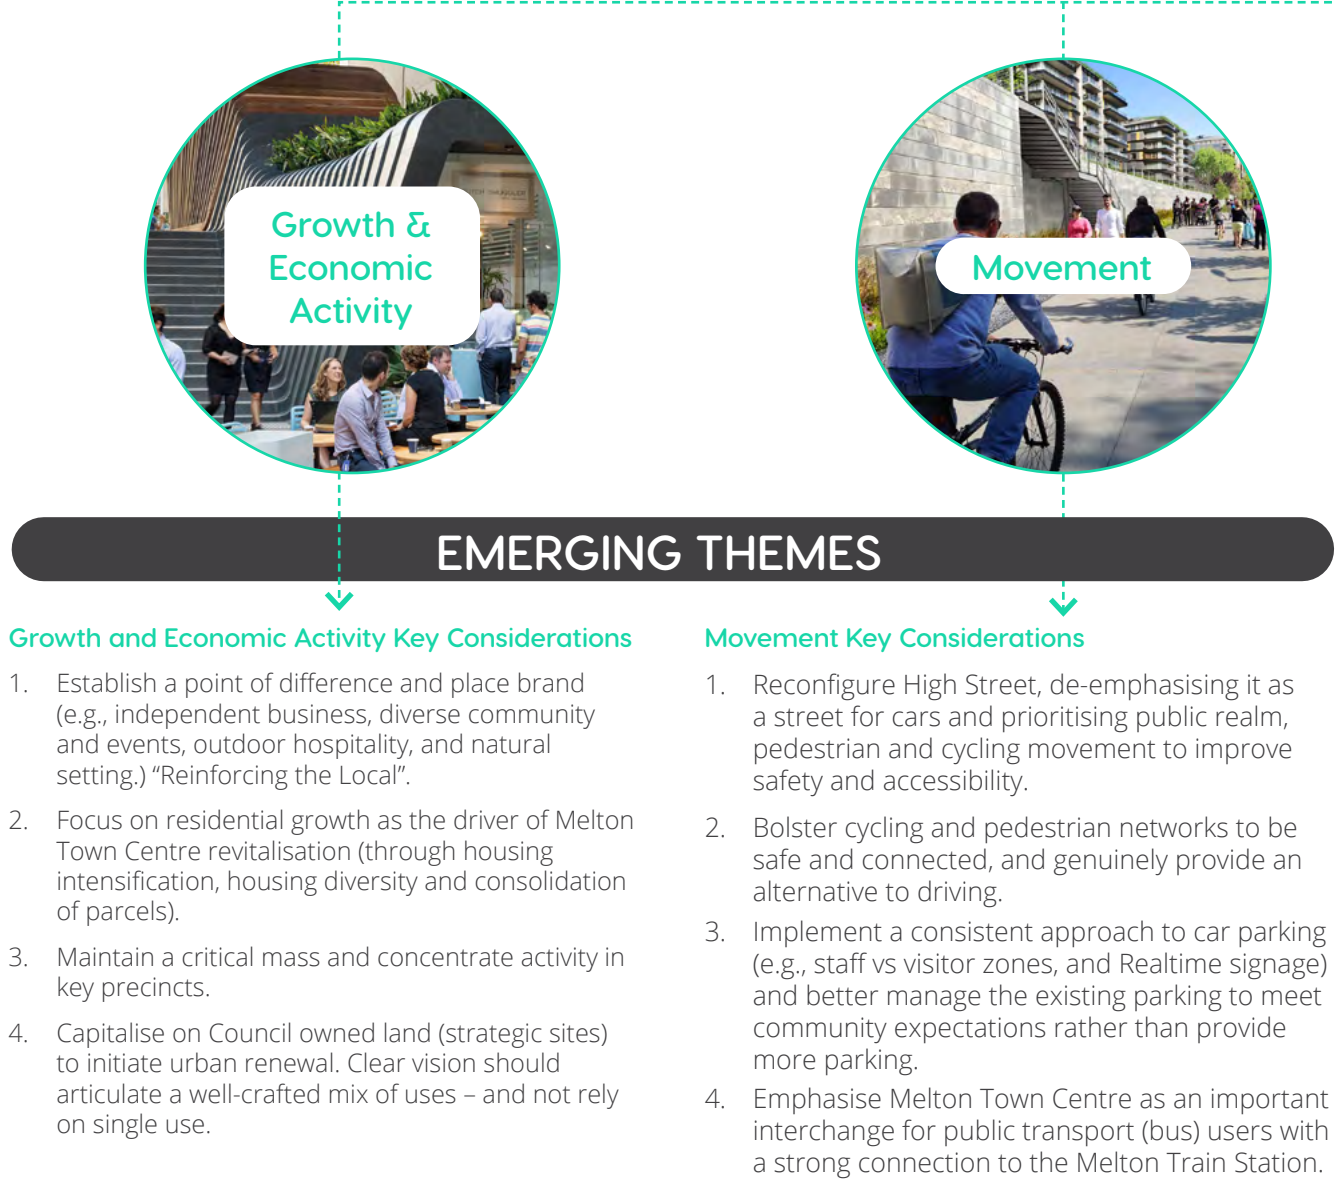 Growth &
Economic
Activity
Movement
EMERGING THEMES
Growth and Economic Activity Key Considerations
1. Establish a point of difference and place brand
(e.g., independent business, diverse community
and events, outdoor hospitality, and natural
setting.) “Reinforcing the Local”.
2. Focus on residential growth as the driver of Melton
Town Centre revitalisation (through housing
intensification, housing diversity and consolidation
of parcels).
3. Maintain a critical mass and concentrate activity in
key precincts.
4. Capitalise on Council owned land (strategic sites)
to initiate urban renewal. Clear vision should
articulate a well-crafted mix of uses – and not rely
on single use.
Movement Key Considerations
1. Reconfigure High Street, de-emphasising it as
a street for cars and prioritising public realm,
pedestrian and cycling movement to improve
safety and accessibility.
2. Bolster cycling and pedestrian networks to be
safe and connected, and genuinely provide an
alternative to driving.
3. Implement a consistent approach to car parking
(e.g., staff vs visitor zones, and Realtime signage)
and better manage the existing parking to meet
community expectations rather than provide
more parking.
4. Emphasise Melton Town Centre as an important
interchange for public transport (bus) users with
a strong connection to the Melton Train Station.